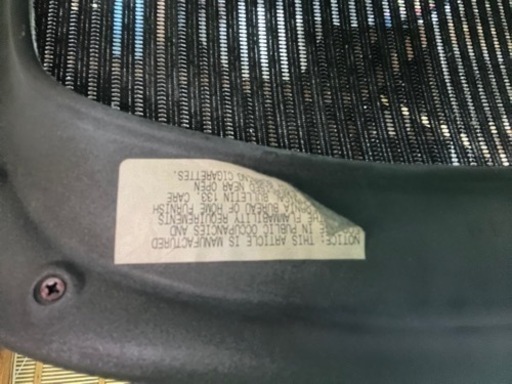 NOTICE: THIS ARTICLE IS MANUFACTURED
IN PUBLIC OCCUPANCIES AND
THE FLAMMABILITY REQUIREMENTS
BUREAU OF HOME FURNISH
BULLETIN 133. CARE
NEAR OPEN
CIGARETTES.